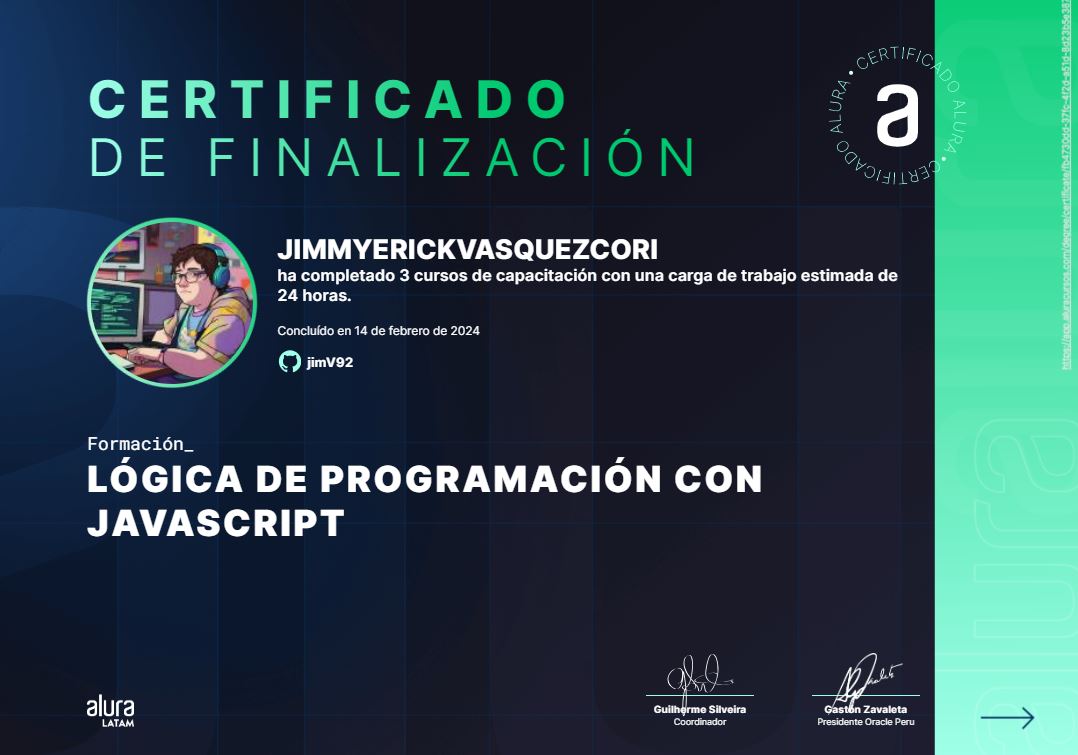 CERTIFICADO
DE FINALIZACIÓN
CERTIFICADO ALURA • CERTIFICADO ALURA •
a
JIMMYERICKVASQUEZCORI
ha completado 3 cursos de capacitación con una carga de trabajo estimada de
24 horas.
Concluído en 14 de febrero de 2024
jimV92
Formación_
LÓGICA DE PROGRAMACIÓN CON
JAVASCRIPT
alura
LATAM
Guilherme Silveira
Coordinador
Gastón Zavaleta
Presidente Oracle Peru
alura